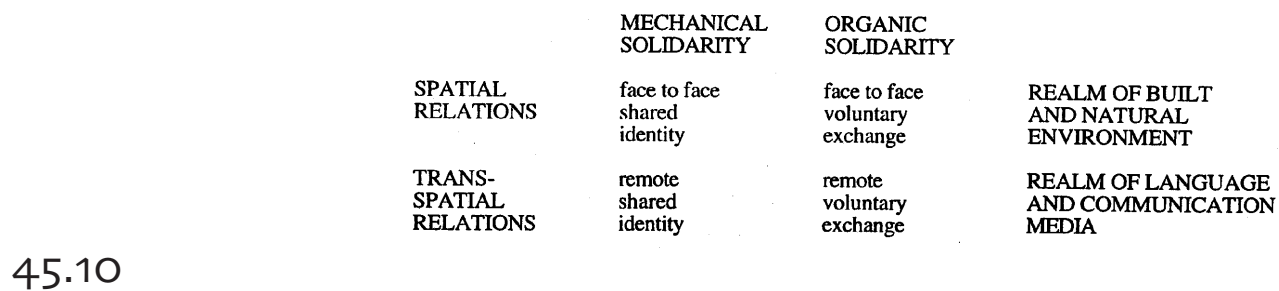 MECHANICAL ORGANIC
SOLIDARITY SOLIDARITY
SPATIAL face to face face to face REALM OF BUILT
RELATIONS shared voluntary AND NATURAL
identity exchange ENVIRONMENT
TRANS- remote remote REALM OF LANGUAGE
SPATIAL shared voluntary AND COMMUNICATION
RELATIONS identity exchange MEDIA
45.10